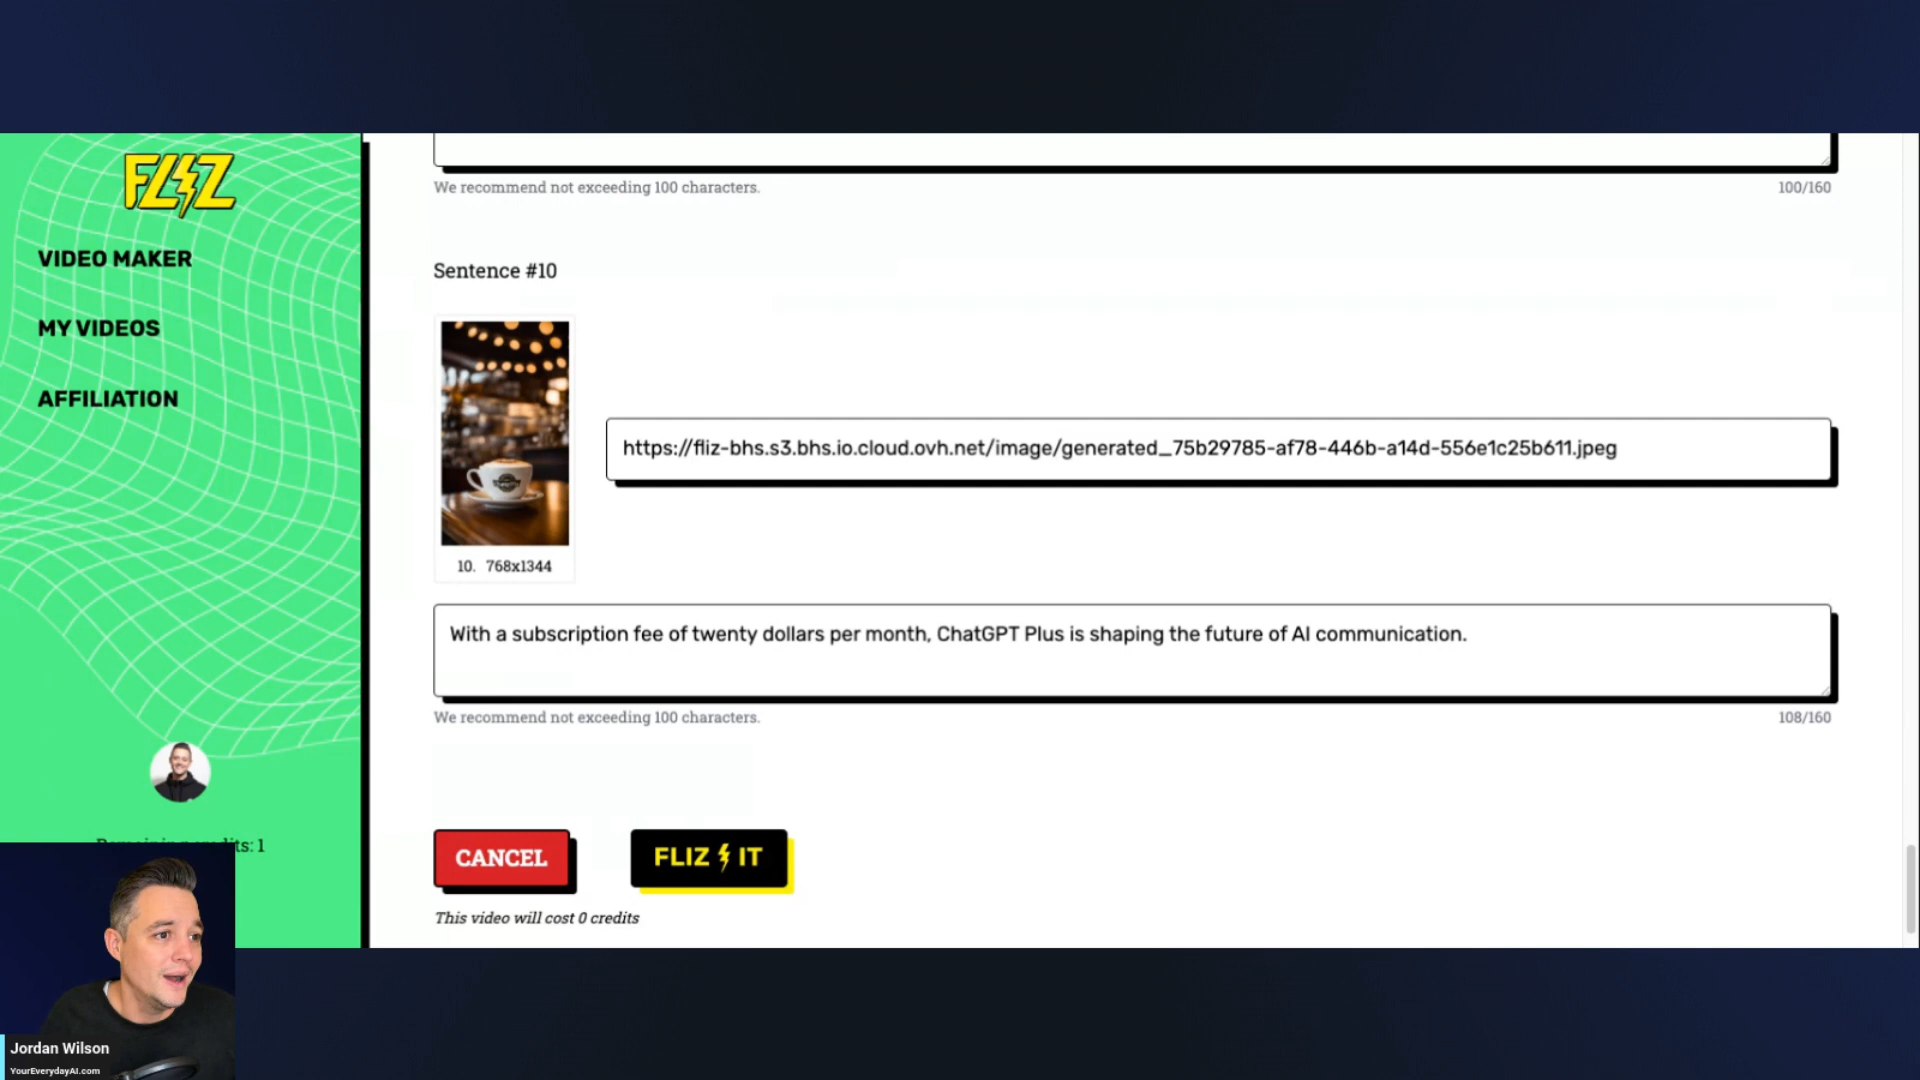 FLIZ
VIDEO MAKER
MY VIDEOS
AFFILIATION
credits: 1
We recommend not exceeding 100 characters.
100/160
Sentence #10
https://fliz-bhs.s3.bhs.io.cloud.ovh.net/image/generated_75b29785-af78-446b-a14d-556e1c25b611.jpeg
10. 768x1344
With a subscription fee of twenty dollars per month, ChatGPT Plus is shaping the future of AI communication.
We recommend not exceeding 100 characters.
108/160
CANCEL
FLIZ IT
This video will cost 0 credits
Jordan Wilson
YourEverydayAI.com